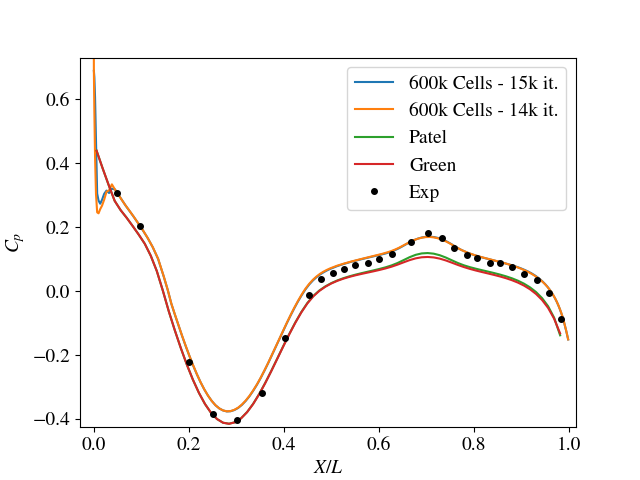 600k Cells - 15k it.
600k Cells - 14k it.
Patel
Green
Exp
C_p
0.6
0.4
0.2
0.0
−0.2
−0.4
0.0 0.2 0.4 0.6 0.8 1.0
X/L